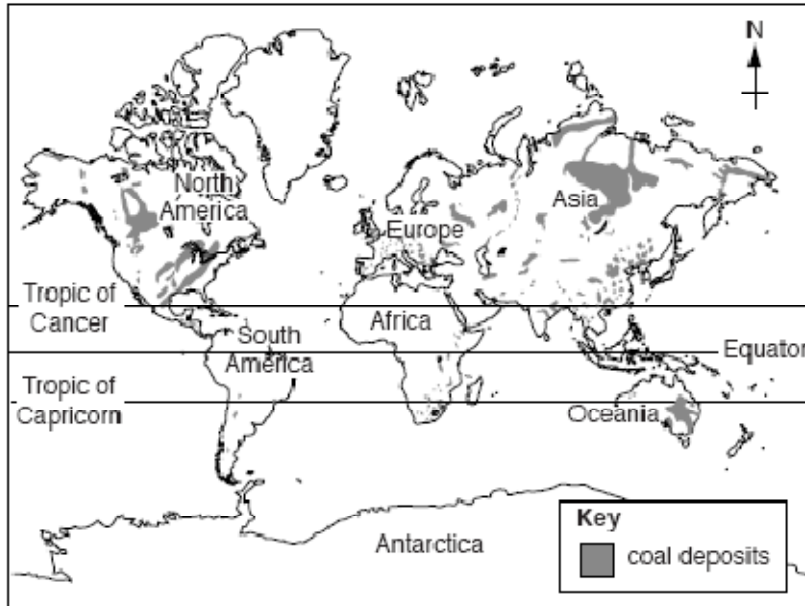 N
North
America
Asia
Europe
Tropic of
Cancer
Africa
South
America
Equator
Tropic of
Capricorn
Oceania
Antarctica
Key
coal deposits